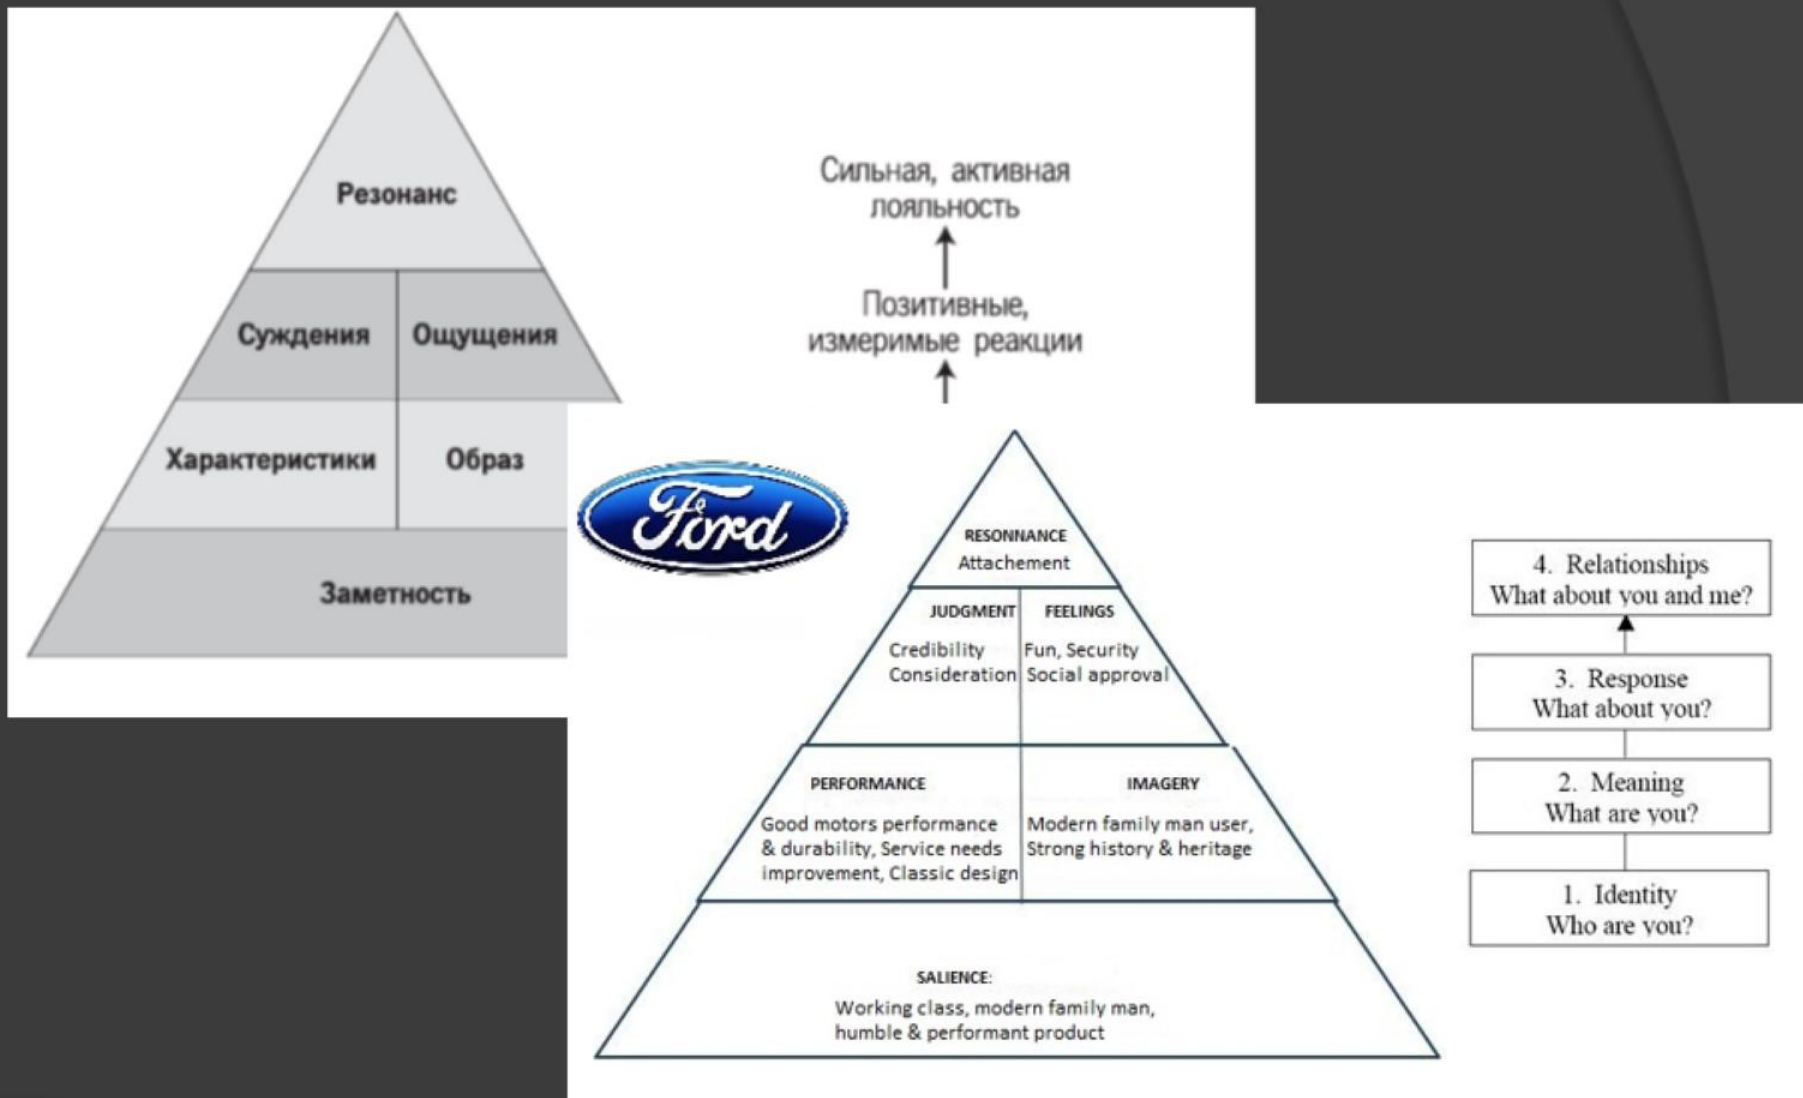 Резонанс
Суждения
Ощущения
Характеристики
Образ
Заметность
Сильная, активная
лояльность
Позитивные,
измеримые реакции
Ford
RESONNANCE
Attachement
JUDGMENT
Credibility
Consideration
FEELINGS
Fun, Security
Social approval
PERFORMANCE
Good motors performance
& durability, Service needs
improvement, Classic design
IMAGERY
Modern family man user,
Strong history & heritage
SALIENCE:
Working class, modern family man,
humble & performant product
4. Relationships
What about you and me?
3. Response
What about you?
2. Meaning
What are you?
1. Identity
Who are you?